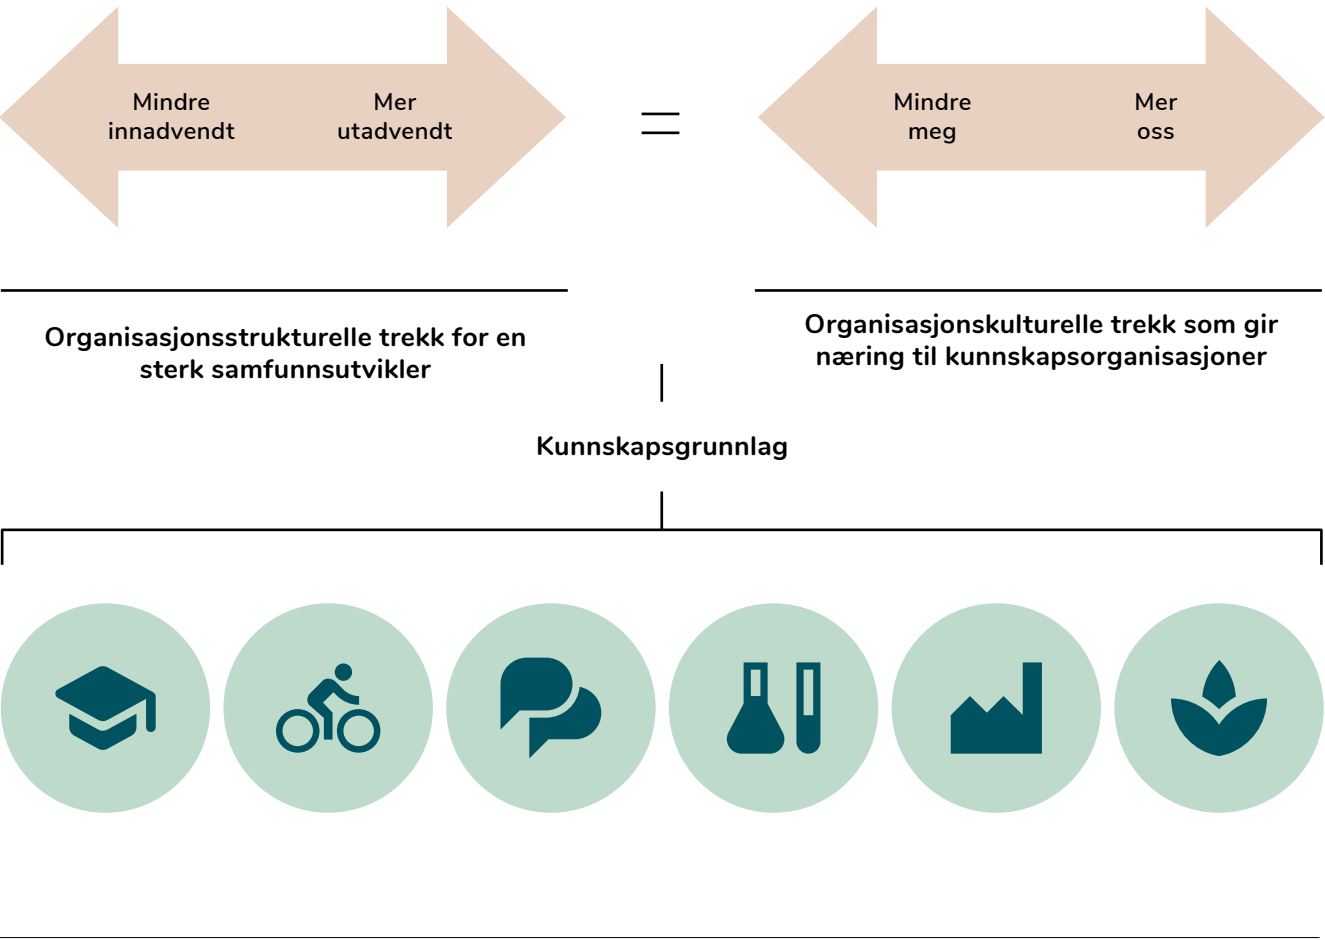 Mindre
innadvendt
Mer
utadvendt
=
Mindre
meg
Mer
oss
Organisasjonsstrukturelle trekk for en
sterk samfunnsutvikler
Organisasjonskulturelle trekk som gir
næring til kunnskapsorganisasjoner
Kunnskapsgrunnlag